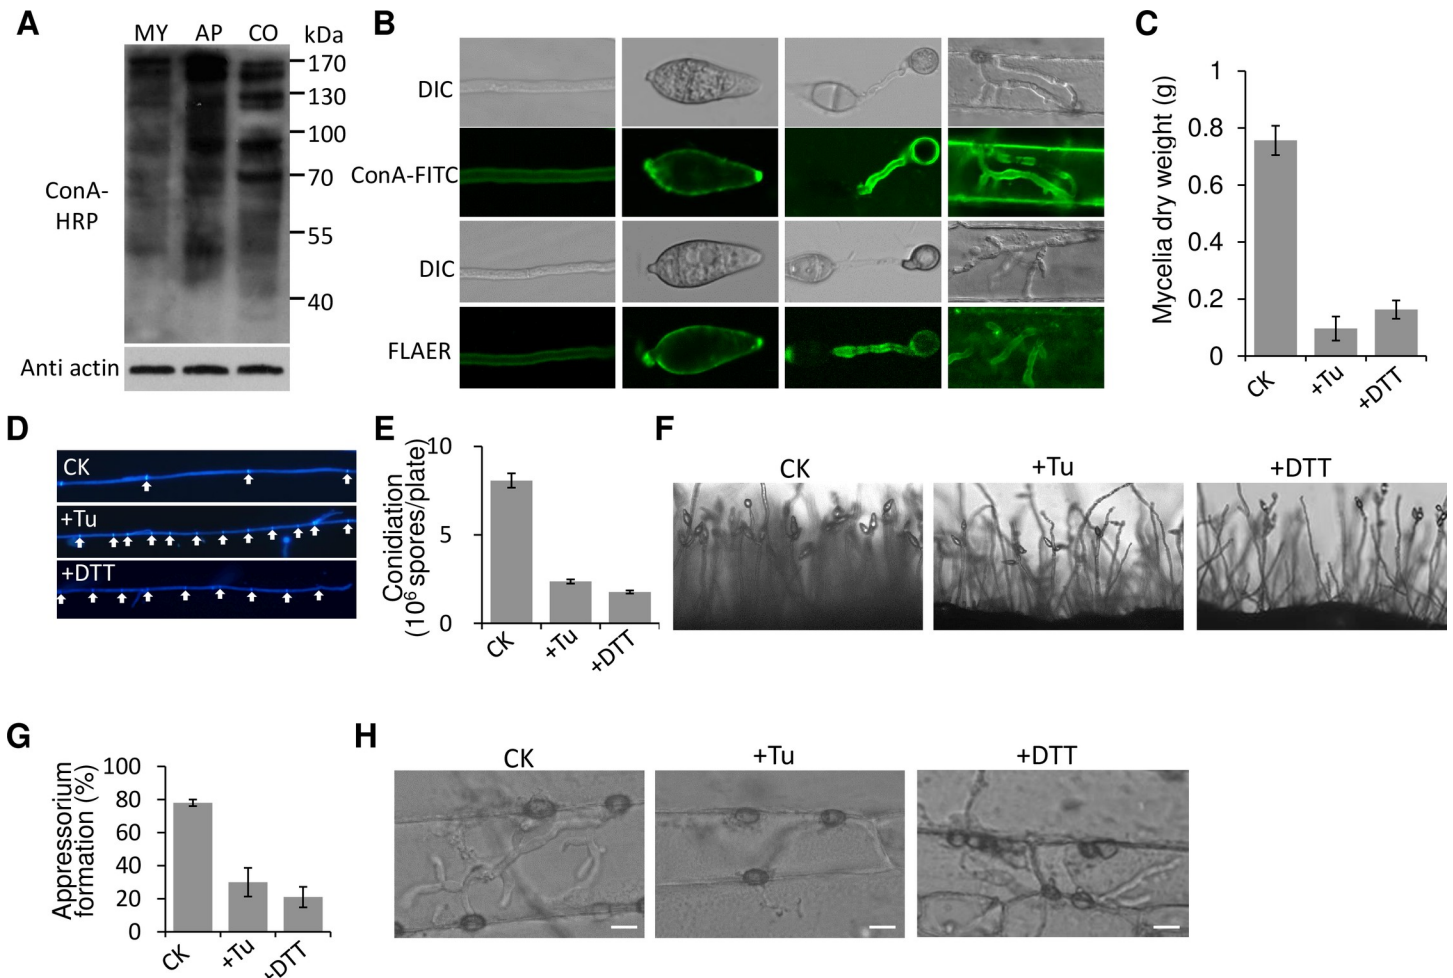 A
MY AP CO kDa
170
130
100
70
55
40
ConA-
HRP
Anti actin
B
DIC
ConA-FITC
DIC
FLAER
C
Mycelia dry weight (g)
1
0.8
0.6
0.4
0.2
0
CK +Tu +DTT
D
CK
+Tu
+DTT
E
Conidiation
(10⁶ spores/plate)
10
5
0
CK +Tu +DTT
F
CK +Tu +DTT
G
Appressorium
formation (%)
100
80
60
40
20
0
CK +Tu +DTT
H
CK +Tu +DTT